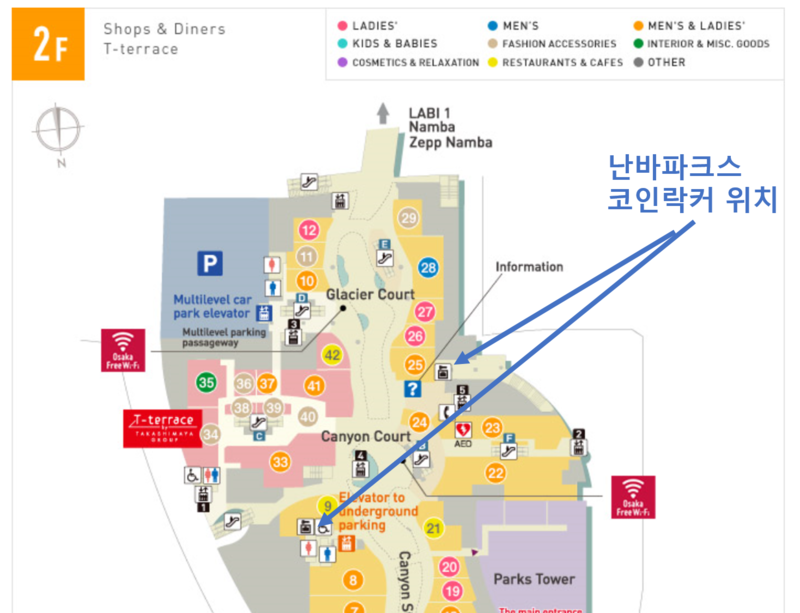 2F
Shops & Diners
T-terrace
LADIES'
MEN'S
MEN'S & LADIES'
KIDS & BABIES
FASHION ACCESSORIES
INTERIOR & MISC. GOODS
COSMETICS & RELAXATION
RESTAURANTS & CAFES
OTHER
N
LABI 1
Namba
Zepp Namba
난바파크스
코인락커 위치
29
12
E
11
P
28
Information
10
Multilevel car
park elevator
D
Glacier Court
3
27
Multilevel parking
passageway
26
Osaka
Free Wi-Fi
42
25
?
35
36
37
41
5
38
39
40
24
T-terrace
by
TAKASHIMAYA
GROUP
34
C
Canyon Court
AED
23
F
2
33
4
22
1
Osaka
Free Wi-Fi
9
Elevator to
underground
parking
21
8
Canyon S
20
19
Parks Tower
7
The main entrance